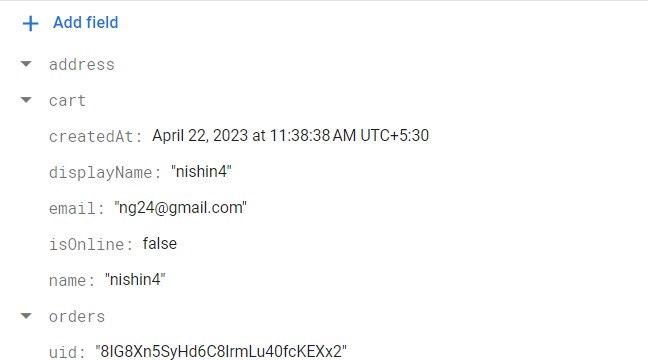 Add field
address
cart
createdAt: April 22, 2023 at 11:38:38 AM UTC+5:30
displayName: "nishin4"
email: "ng24@gmail.com"
isOnline: false
name: "nishin4"
orders
uid: "8IG8Xn5SyHd6C8IrmLu40fcKEXx2"